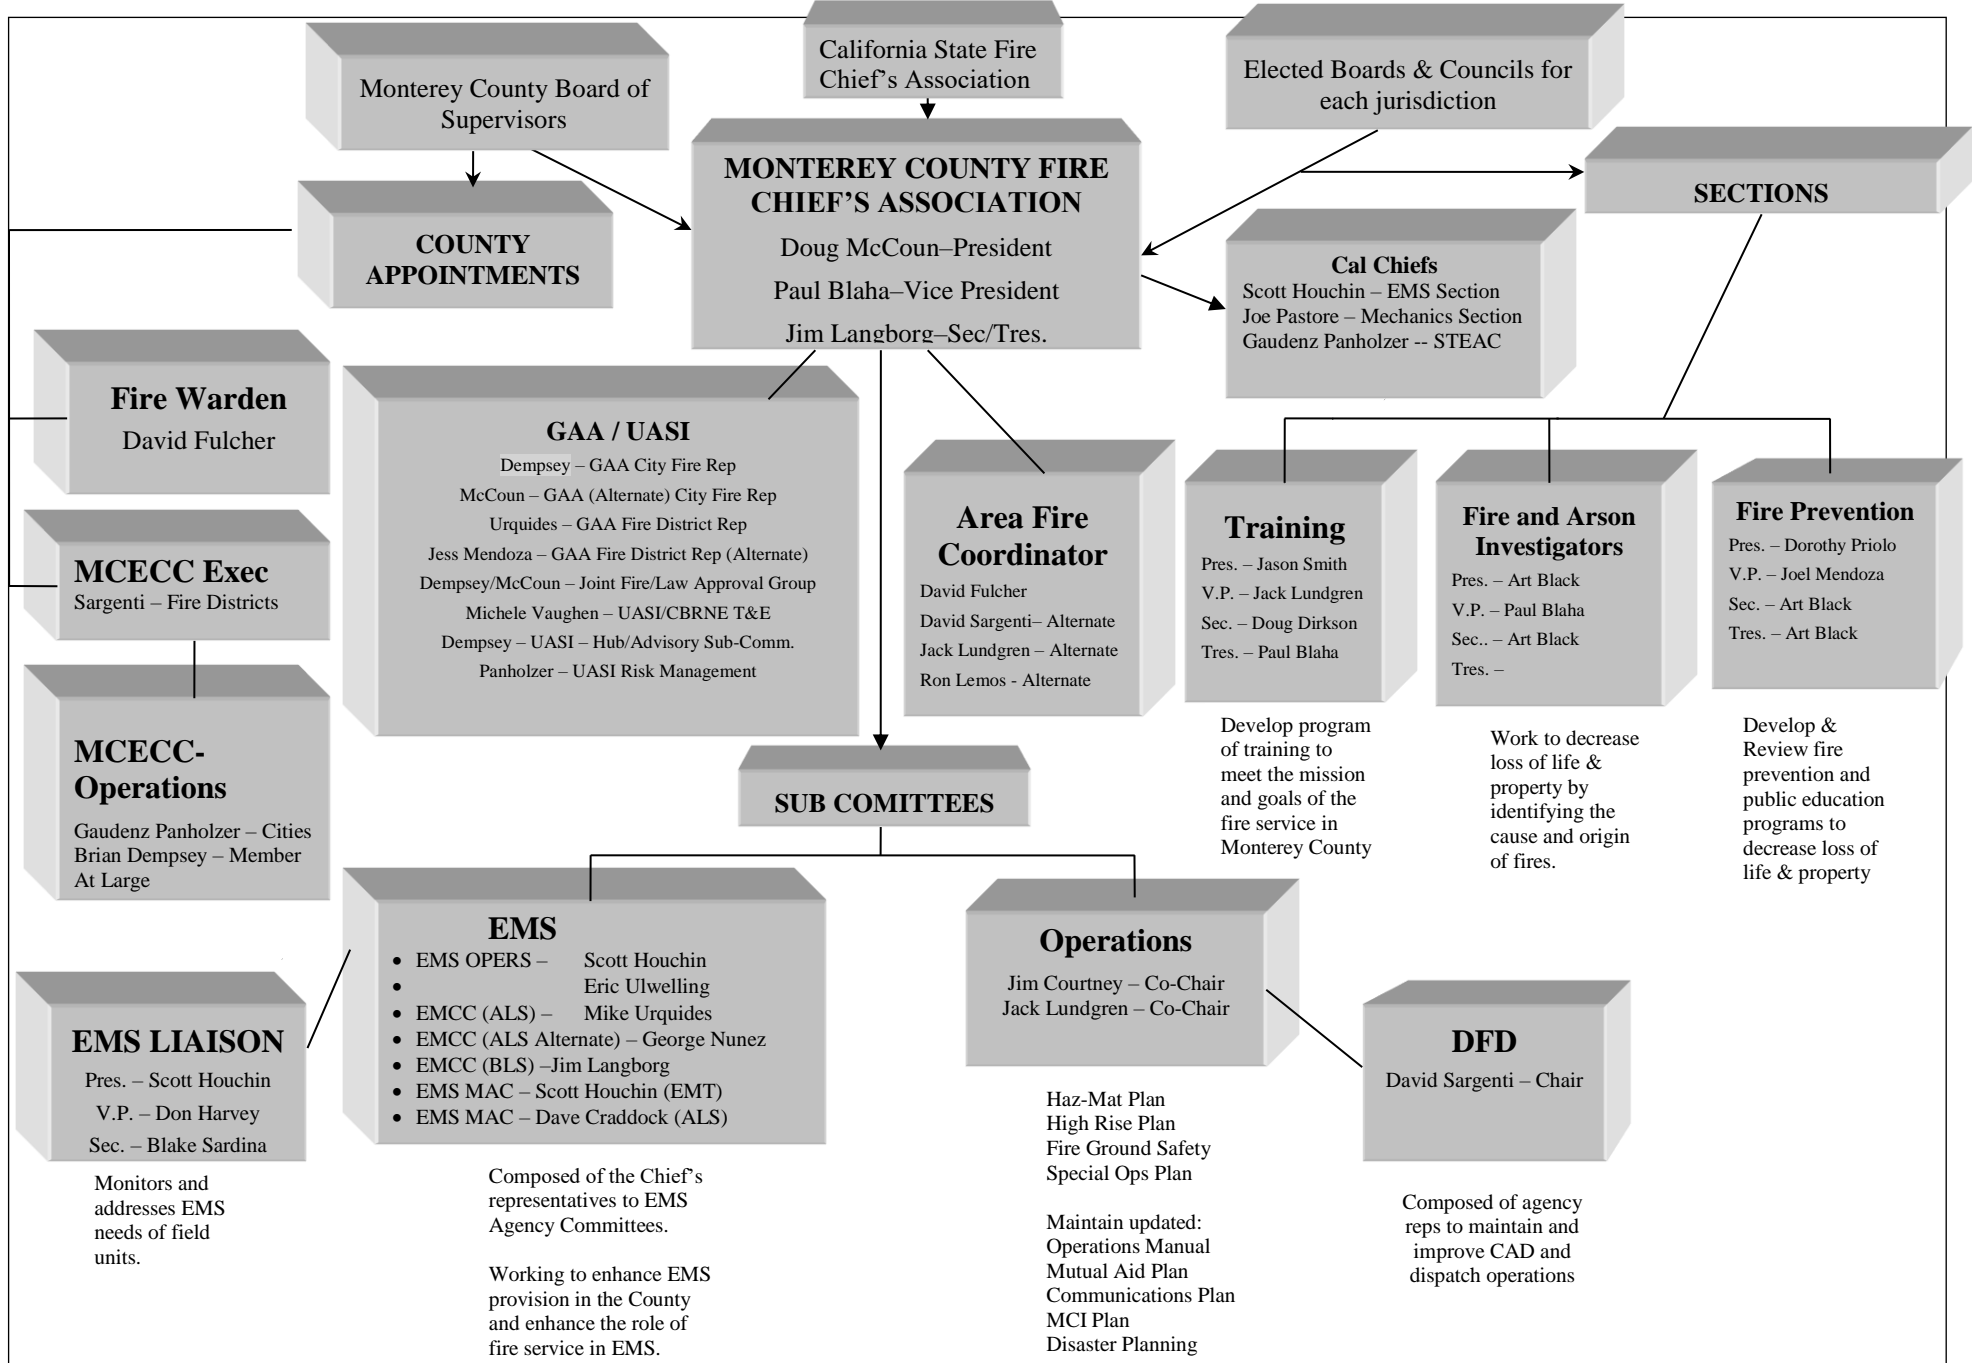 California State Fire
Chief’s Association
Monterey County Board of
Supervisors
Elected Boards & Councils for
each jurisdiction
MONTEREY COUNTY FIRE
CHIEF’S ASSOCIATION
Doug McCoun–President
Paul Blaha–Vice President
Jim Langborg–Sec/Tres.
SECTIONS
COUNTY
APPOINTMENTS
Cal Chiefs
Scott Houchin – EMS Section
Joe Pastore – Mechanics Section
Gaudenz Panholzer -- STEAC
Fire Warden
David Fulcher
GAA / UASI
Dempsey – GAA City Fire Rep
McCoun – GAA (Alternate) City Fire Rep
Urquides – GAA Fire District Rep
Jess Mendoza – GAA Fire District Rep (Alternate)
Dempsey/McCoun – Joint Fire/Law Approval Group
Michele Vaughen – UASI/CBRNE T&E
Dempsey – UASI – Hub/Advisory Sub-Comm.
Panholzer – UASI Risk Management
Area Fire
Coordinator
David Fulcher
David Sargenti– Alternate
Jack Lundgren – Alternate
Ron Lemos - Alternate
Training
Pres. – Jason Smith
V.P. – Jack Lundgren
Sec. – Doug Dirkson
Tres. – Paul Blaha
Fire and Arson
Investigators
Pres. – Art Black
V.P. – Paul Blaha
Sec.. – Art Black
Tres. –
Fire Prevention
Pres. – Dorothy Priolo
V.P. – Joel Mendoza
Sec. – Art Black
Tres. – Art Black
MCECC Exec
Sargenti – Fire Districts
MCECC-
Operations
Gaudenz Panholzer – Cities
Brian Dempsey – Member
At Large
Develop program
of training to
meet the mission
and goals of the
fire service in
Monterey County
Work to decrease
loss of life &
property by
identifying the
cause and origin
of fires.
Develop &
Review fire
prevention and
public education
programs to
decrease loss of
life & property
SUB COMITTEES
EMS
• EMS OPERS – Scott Houchin
• Eric Ulwelling
• EMCC (ALS) – Mike Urquides
• EMCC (ALS Alternate) – George Nunez
• EMCC (BLS) –Jim Langborg
• EMS MAC – Scott Houchin (EMT)
• EMS MAC – Dave Craddock (ALS)
Operations
Jim Courtney – Co-Chair
Jack Lundgren – Co-Chair
EMS LIAISON
Pres. – Scott Houchin
V.P. – Don Harvey
Sec. – Blake Sardina
DFD
David Sargenti – Chair
Monitors and
addresses EMS
needs of field
units.
Composed of the Chief’s
representatives to EMS
Agency Committees.
Working to enhance EMS
provision in the County
and enhance the role of
fire service in EMS.
Haz-Mat Plan
High Rise Plan
Fire Ground Safety
Special Ops Plan
Maintain updated:
Operations Manual
Mutual Aid Plan
Communications Plan
MCI Plan
Disaster Planning
Composed of agency
reps to maintain and
improve CAD and
dispatch operations